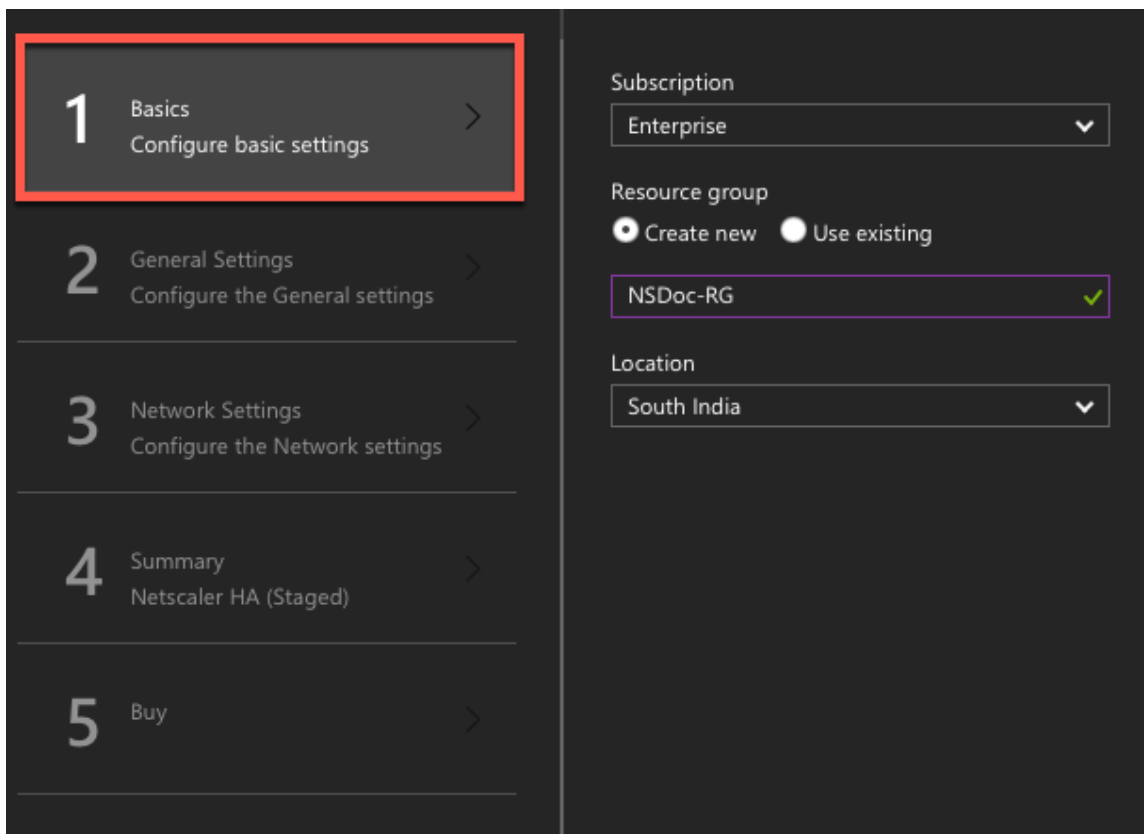 1
Basics
Configure basic settings
2
General Settings
Configure the General settings
3
Network Settings
Configure the Network settings
4
Summary
Netscaler HA (Staged)
5
Buy
Subscription
Enterprise
Resource group
Create new Use existing
NSDoc-RG
Location
South India